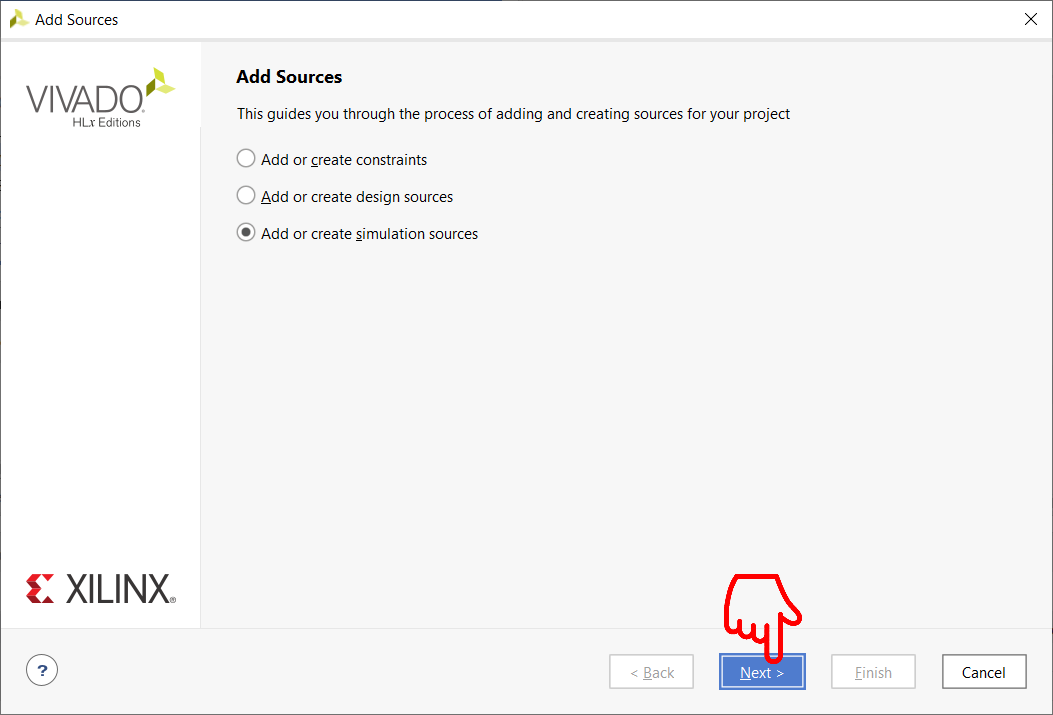 Add Sources
VIVADO.
HLx Editions
Add Sources
This guides you through the process of adding and creating sources for your project
Add or create constraints
Add or create design sources
Add or create simulation sources
XILINX®
?
< Back
Next >
Finish
Cancel